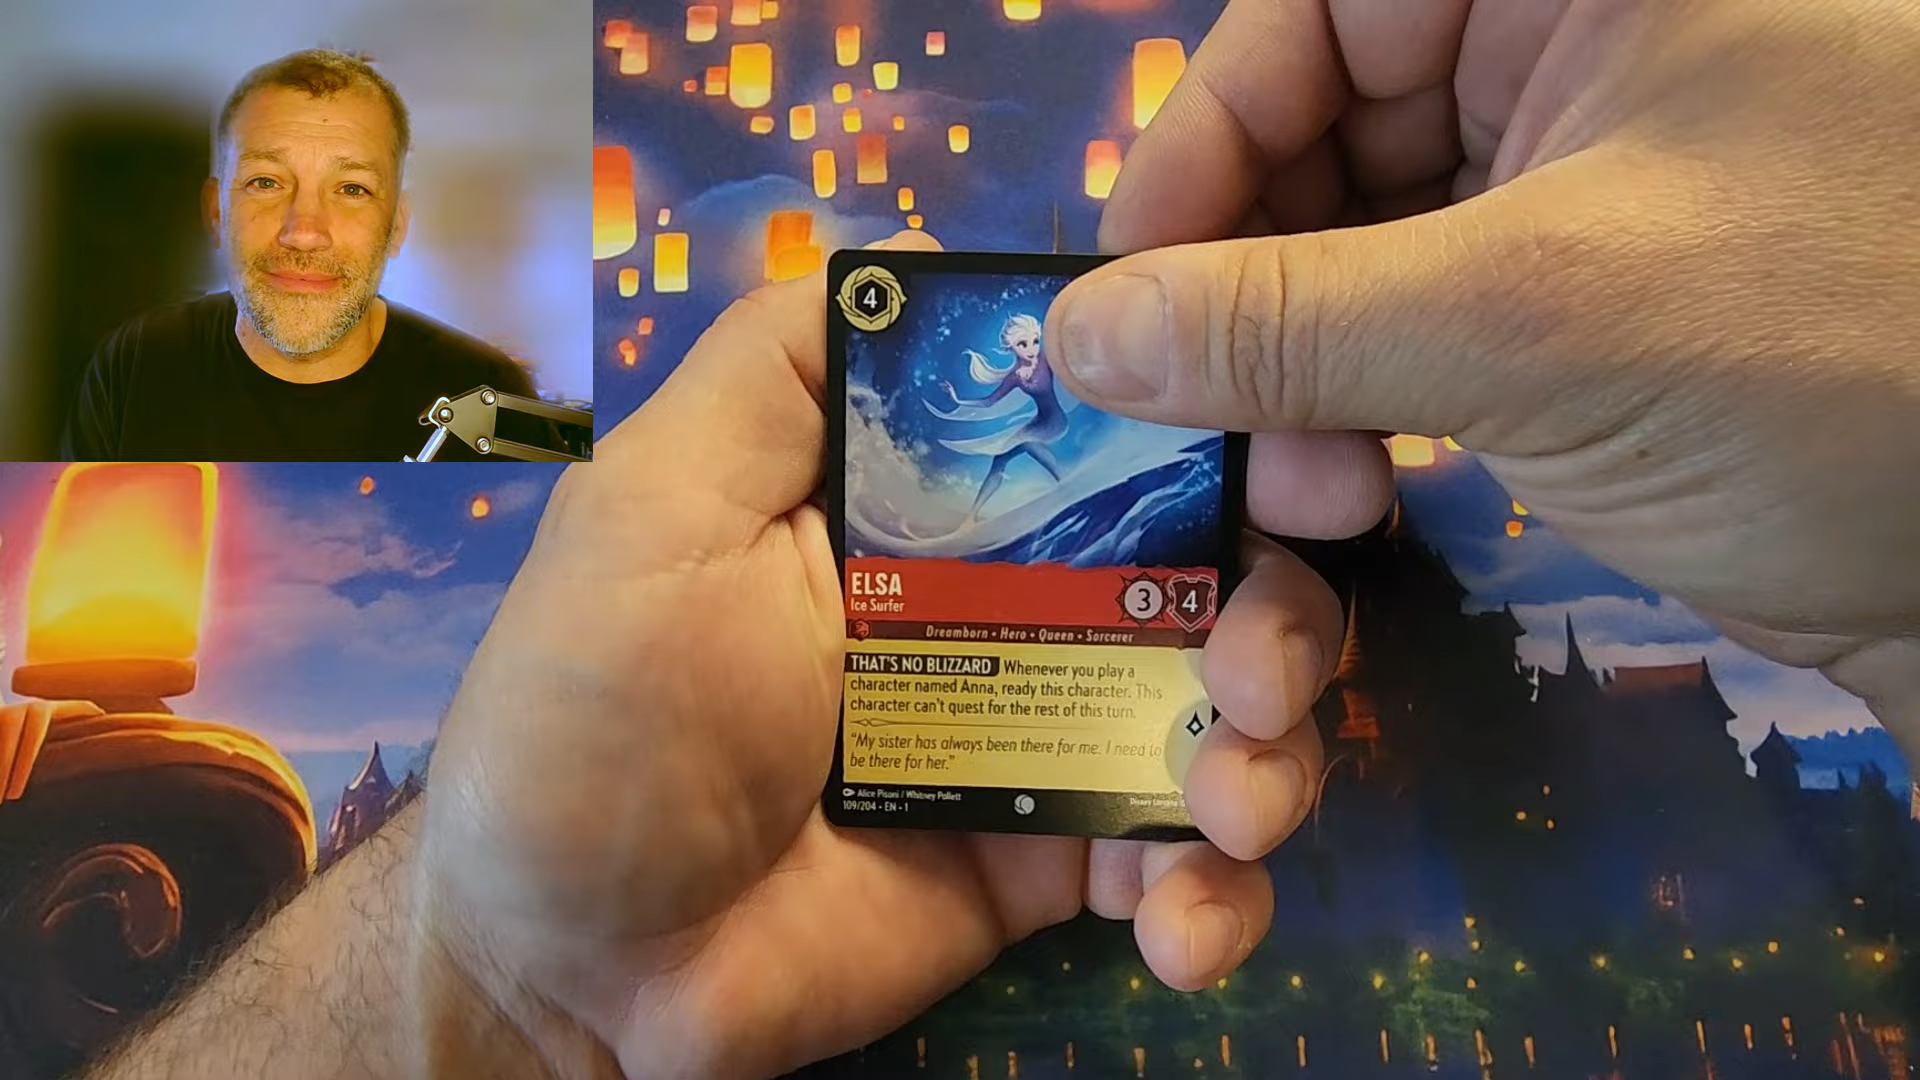 4
ELSA
Ice Surfer
3 4
Dreamborn • Hero • Queen • Sorcerer
THAT'S NO BLIZZARD Whenever you play a
character named Anna, ready this character. This
character can't quest for the rest of this turn.
"My sister has always been there for me. I need to
be there for her."
Alice Pisoni / Whitney Pollett
109/204 • EN • 1
Disney Lorcana